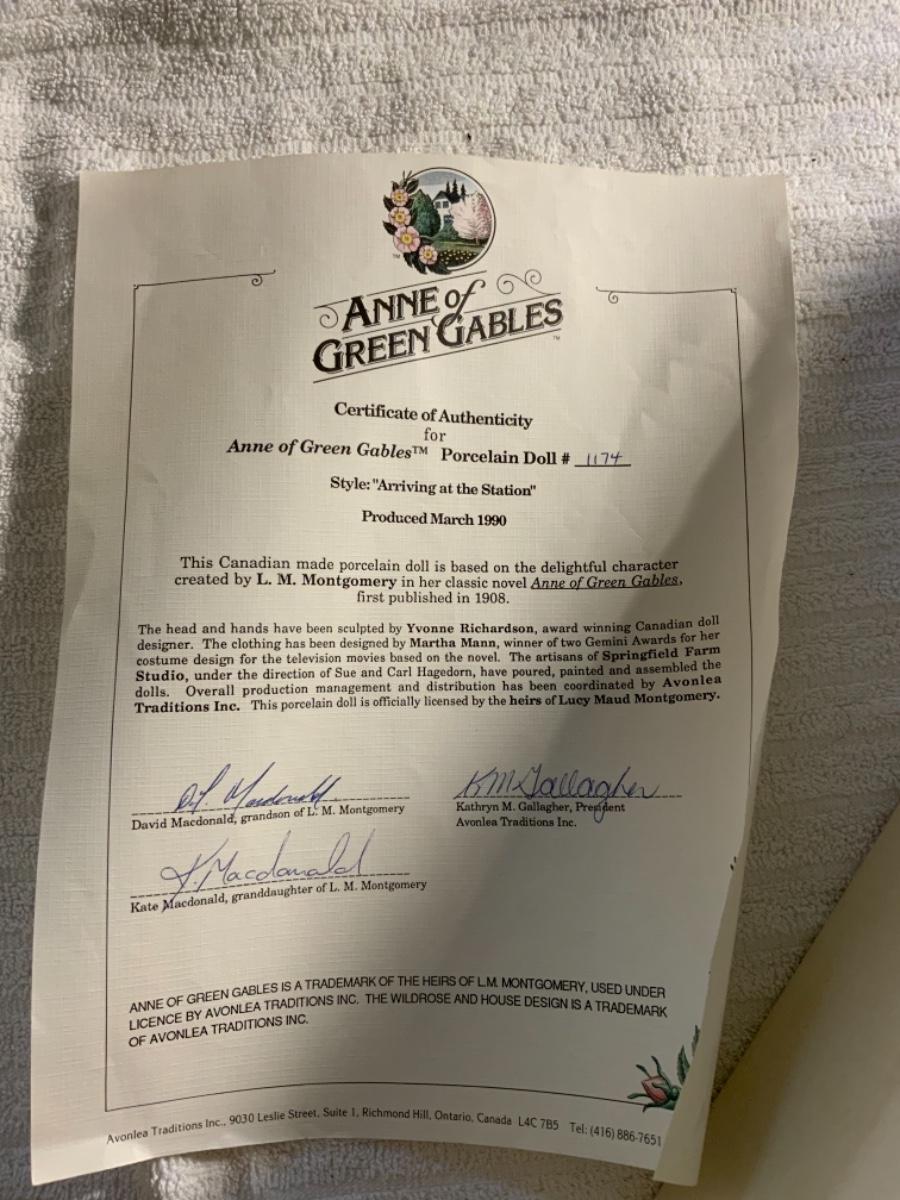 ANNE of
GREEN GABLES™
Certificate of Authenticity
for
Anne of Green Gables™ Porcelain Doll # 1174
Style: "Arriving at the Station"
Produced March 1990
This Canadian made porcelain doll is based on the delightful character
created by L. M. Montgomery in her classic novel Anne of Green Gables,
first published in 1908.
The head and hands have been sculpted by Yvonne Richardson, award winning Canadian doll
designer. The clothing has been designed by Martha Mann, winner of two Gemini Awards for her
costume design for the television movies based on the novel. The artisans of Springfield Farm
Studio, under the direction of Sue and Carl Hagedorn, have poured, painted and assembled the
dolls. Overall production management and distribution has been coordinated by Avonlea
Traditions Inc. This porcelain doll is officially licensed by the heirs of Lucy Maud Montgomery.
D.F. Macdonald
David Macdonald, grandson of L. M. Montgomery
KM Gallagher
Kathryn M. Gallagher, President
Avonlea Traditions Inc.
K. Macdonald
Kate Macdonald, granddaughter of L. M. Montgomery
ANNE OF GREEN GABLES IS A TRADEMARK OF THE HEIRS OF L.M. MONTGOMERY, USED UNDER
LICENCE BY AVONLEA TRADITIONS INC. THE WILDROSE AND HOUSE DESIGN IS A TRADEMARK
OF AVONLEA TRADITIONS INC.
Avonlea Traditions Inc., 9030 Leslie Street, Suite 1, Richmond Hill, Ontario, Canada L4C 7B5 Tel: (416) 886-7651